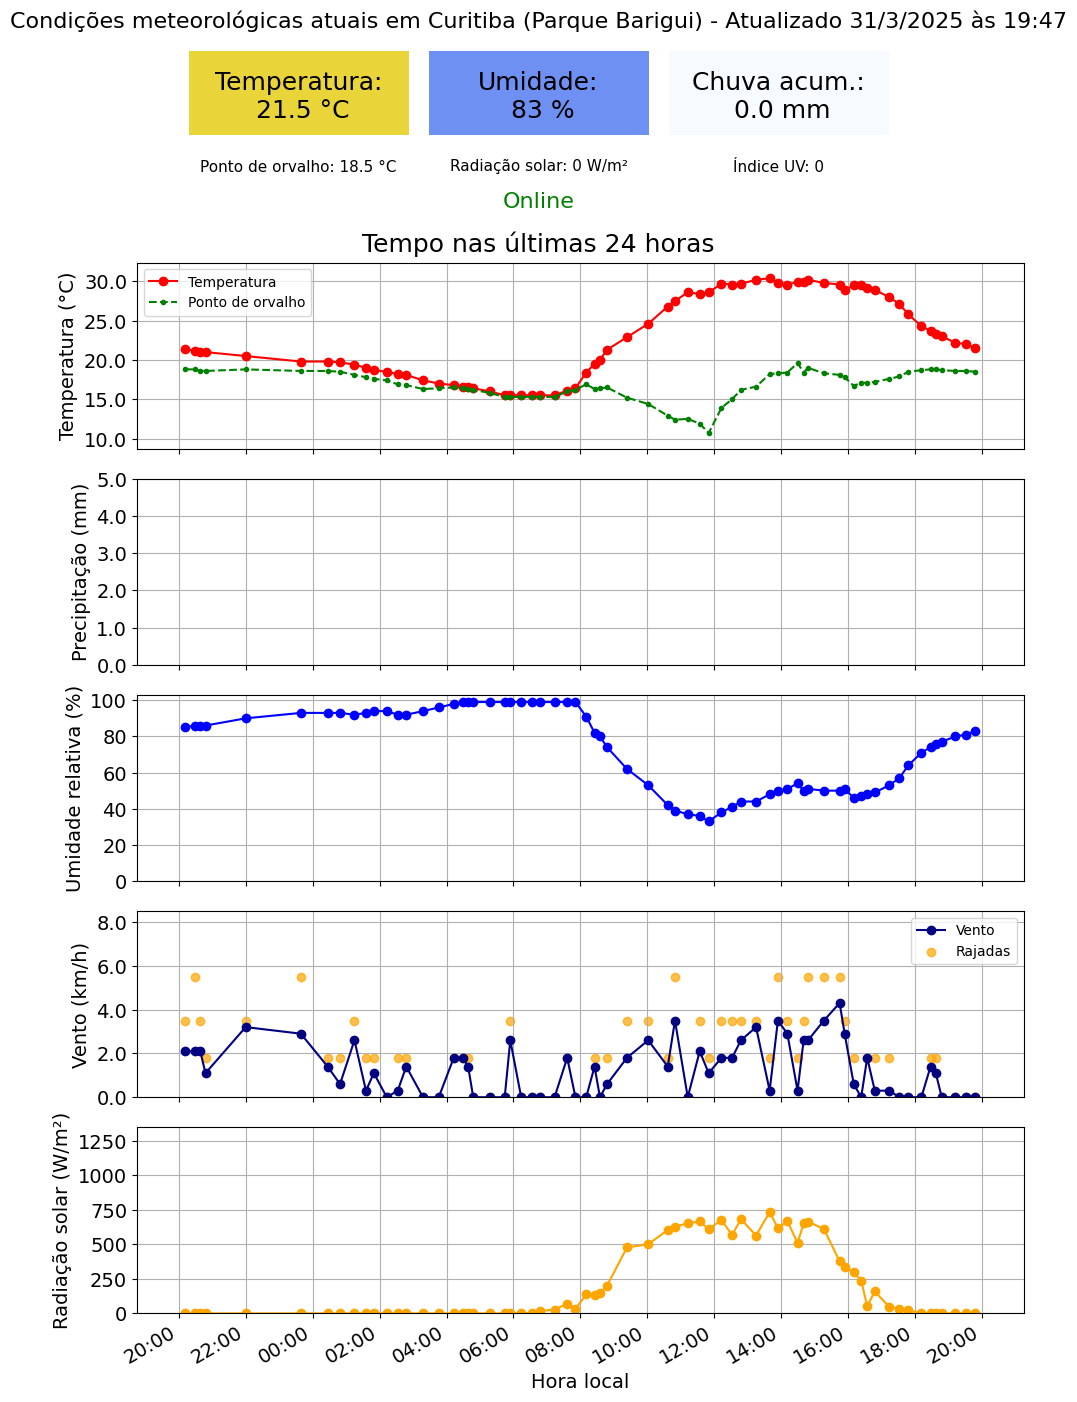 Condições meteorológicas atuais em Curitiba (Parque Barigui) - Atualizado 31/3/2025 às 19:47
Temperatura:
21.5 °C
Umidade:
83 %
Chuva acum.:
0.0 mm
Ponto de orvalho: 18.5 °C
Radiação solar: 0 W/m²
Índice UV: 0
Online
Tempo nas últimas 24 horas
Temperatura (°C)
30.0
25.0
20.0
15.0
10.0
Temperatura
Ponto de orvalho
Precipitação (mm)
5.0
4.0
3.0
2.0
1.0
0.0
Umidade relativa (%)
100
80
60
40
20
0
Vento (km/h)
8.0
6.0
4.0
2.0
0.0
Vento
Rajadas
Radiação solar (W/m²)
1250
1000
750
500
250
0
20:00
22:00
00:00
02:00
04:00
06:00
08:00
10:00
12:00
14:00
16:00
18:00
20:00
Hora local